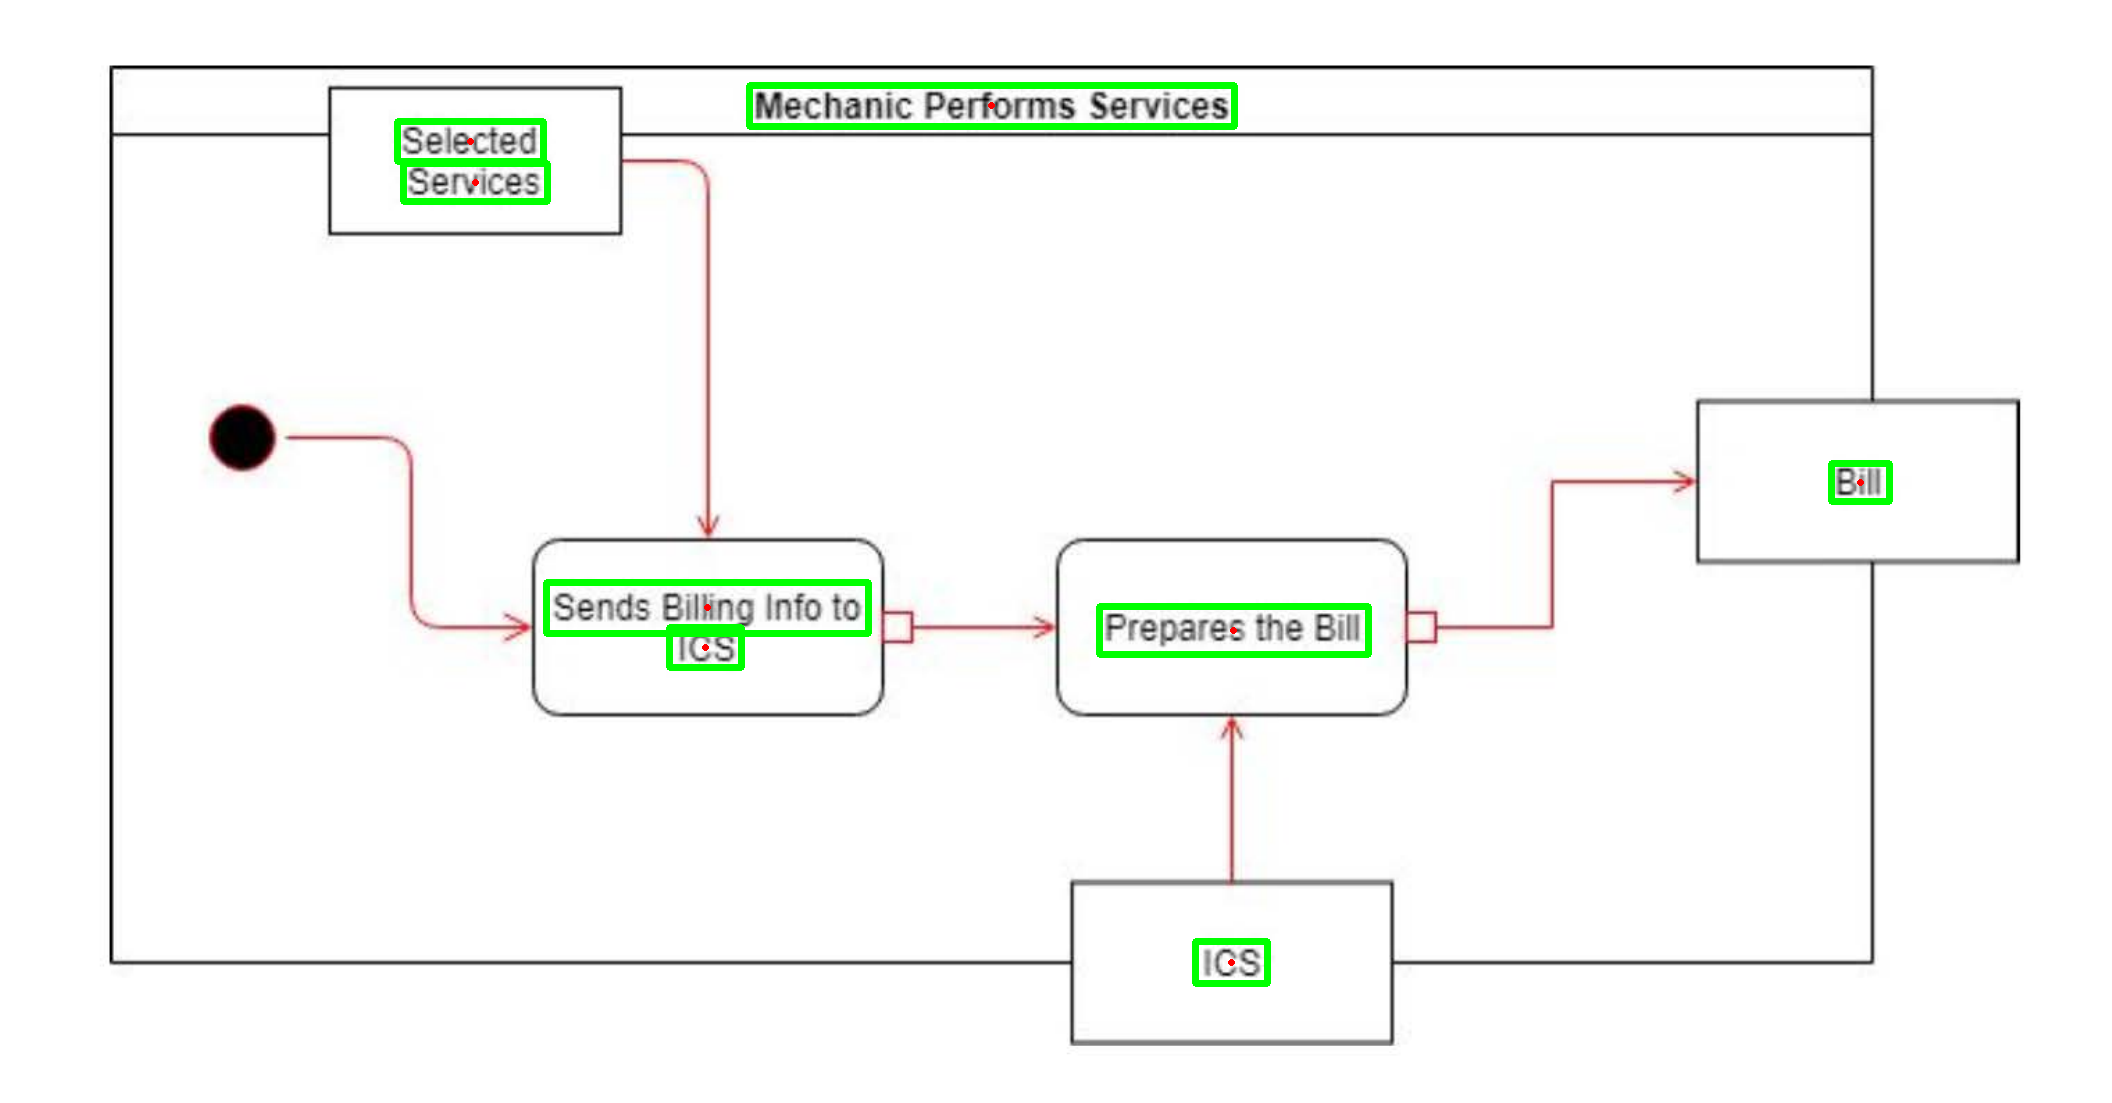 Mechanic Performs Services
Selected
Services
Bill
Sends Billing Info to
ICS
Prepares the Bill
ICS